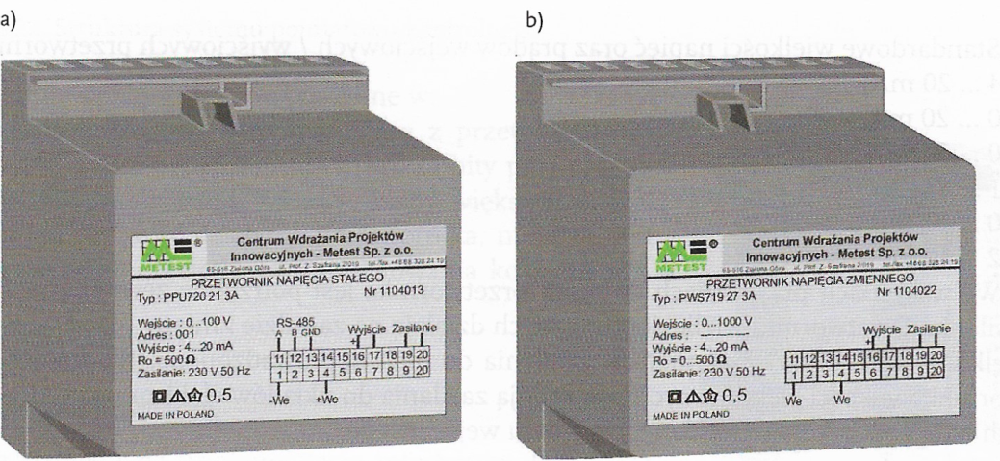 a)
METEST ®
Centrum Wdrażania Projektów
Innowacyjnych - Metest Sp. z o.o.
65-516 Zielona Góra ul. Prof. Z. Szafrana 2/019 tel./fax +48 68 328 24 19
PRZETWORNIK NAPIĘCIA STAŁEGO
Typ : PPU720 21 3A Nr 1104013
Wejście : 0...100 V
Adres : 001
Wyjście : 4...20 mA
Ro = 500 Ω
Zasilanie: 230 V 50 Hz
0,5
MADE IN POLAND
RS-485
A B GND
Wyjście Zasilanie
+
11 12 13 14 15 16 17 18 19 20
1 2 3 4 5 6 7 8 9 20
-We +We
b)
METEST ®
Centrum Wdrażania Projektów
Innowacyjnych - Metest Sp. z o.o.
65-516 Zielona Góra ul. Prof. Z. Szafrana 2/019 tel./fax +48 68 328 24 19
PRZETWORNIK NAPIĘCIA ZMIENNEGO
Typ : PWS719 27 3A Nr 1104022
Wejście : 0...1000 V
Adres : ----------
Wyjście : 4...20 mA
Ro = 0...500 Ω
Zasilanie: 230 V 50 Hz
0,5
MADE IN POLAND
Wyjście Zasilanie
+
11 12 13 14 15 16 17 18 19 20
1 2 3 4 5 6 7 8 9 20
We We